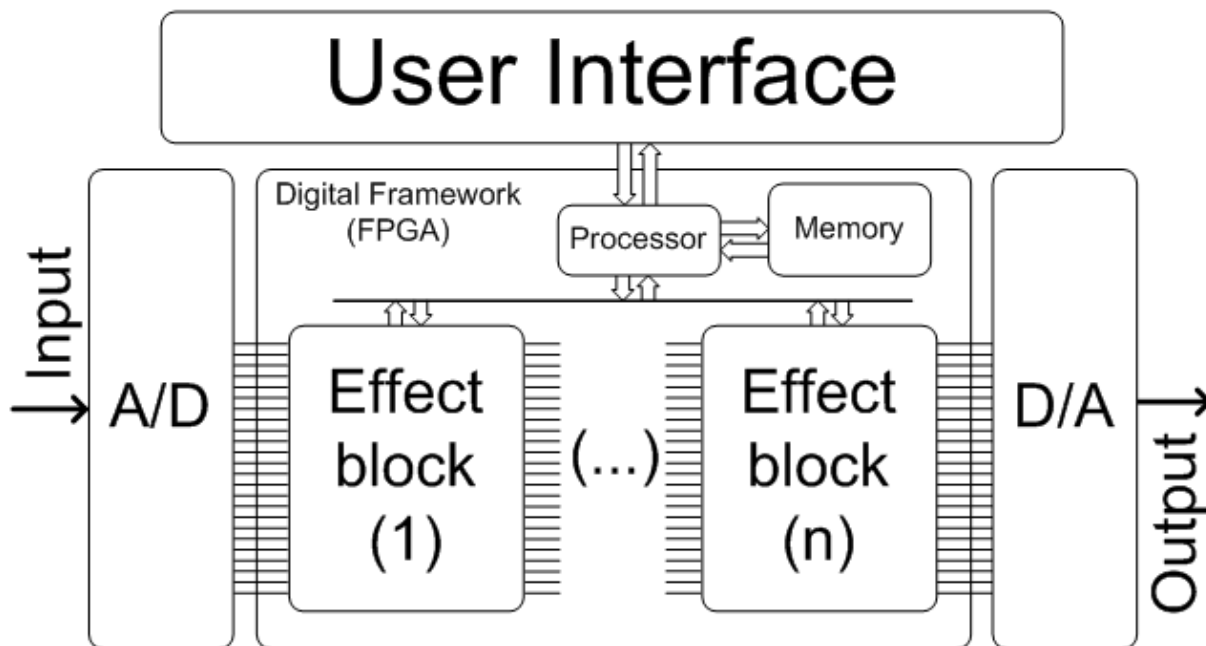 User Interface
Digital Framework
(FPGA)
Processor
Memory
Input
A/D
Effect
block
(1)
(...)
Effect
block
(n)
D/A
Output